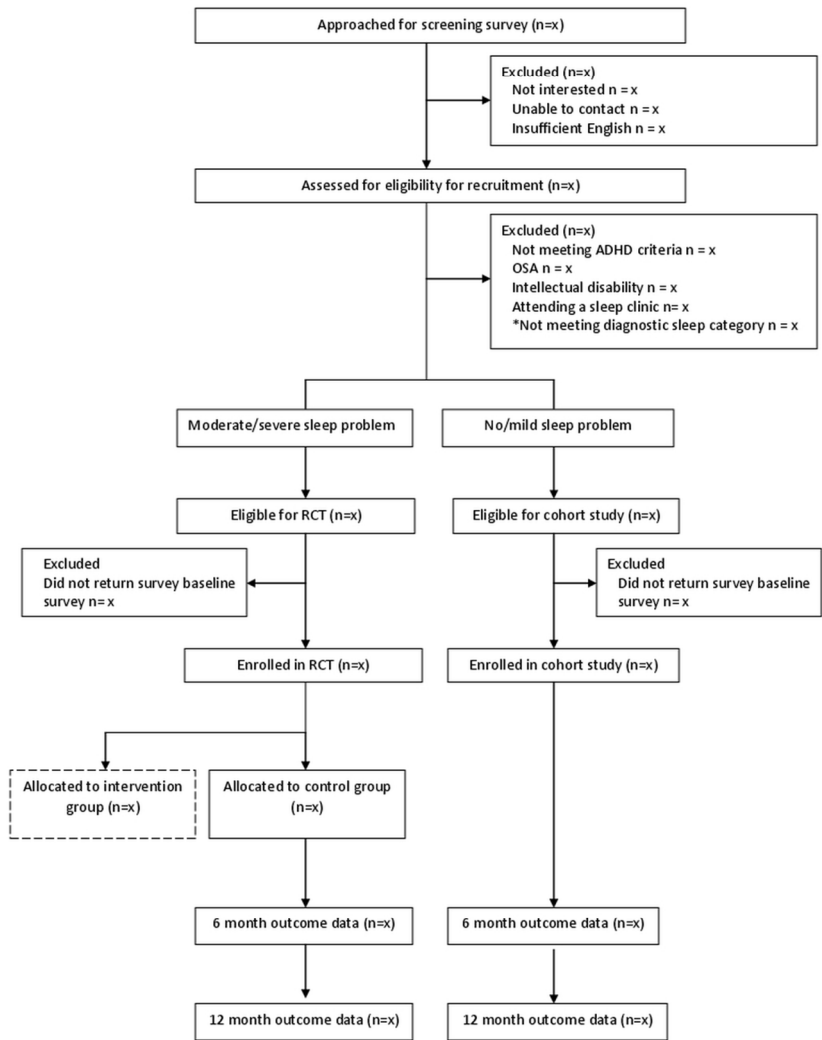 Approached for screening survey (n=x)
Excluded (n=x)
Not interested n = x
Unable to contact n = x
Insufficient English n = x
Assessed for eligibility for recruitment (n=x)
Excluded (n=x)
Not meeting ADHD criteria n = x
OSA n = x
Intellectual disability n = x
Attending a sleep clinic n= x
*Not meeting diagnostic sleep category n = x
Moderate/severe sleep problem
No/mild sleep problem
Eligible for RCT (n=x)
Eligible for cohort study (n=x)
Excluded
Did not return survey baseline
survey n= x
Excluded
Did not return survey baseline
survey n= x
Enrolled in RCT (n=x)
Enrolled in cohort study (n=x)
Allocated to intervention
group (n=x)
Allocated to control group
(n=x)
6 month outcome data (n=x)
6 month outcome data (n=x)
12 month outcome data (n=x)
12 month outcome data (n=x)